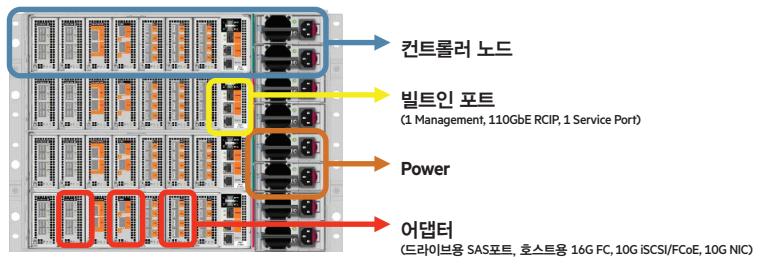 컨트롤러 노드
빌트인 포트
(1 Management, 110GbE RCIP, 1 Service Port)
Power
어댑터
(드라이브용 SAS포트, 호스트용 16G FC, 10G iSCSI/FCoE, 10G NIC)